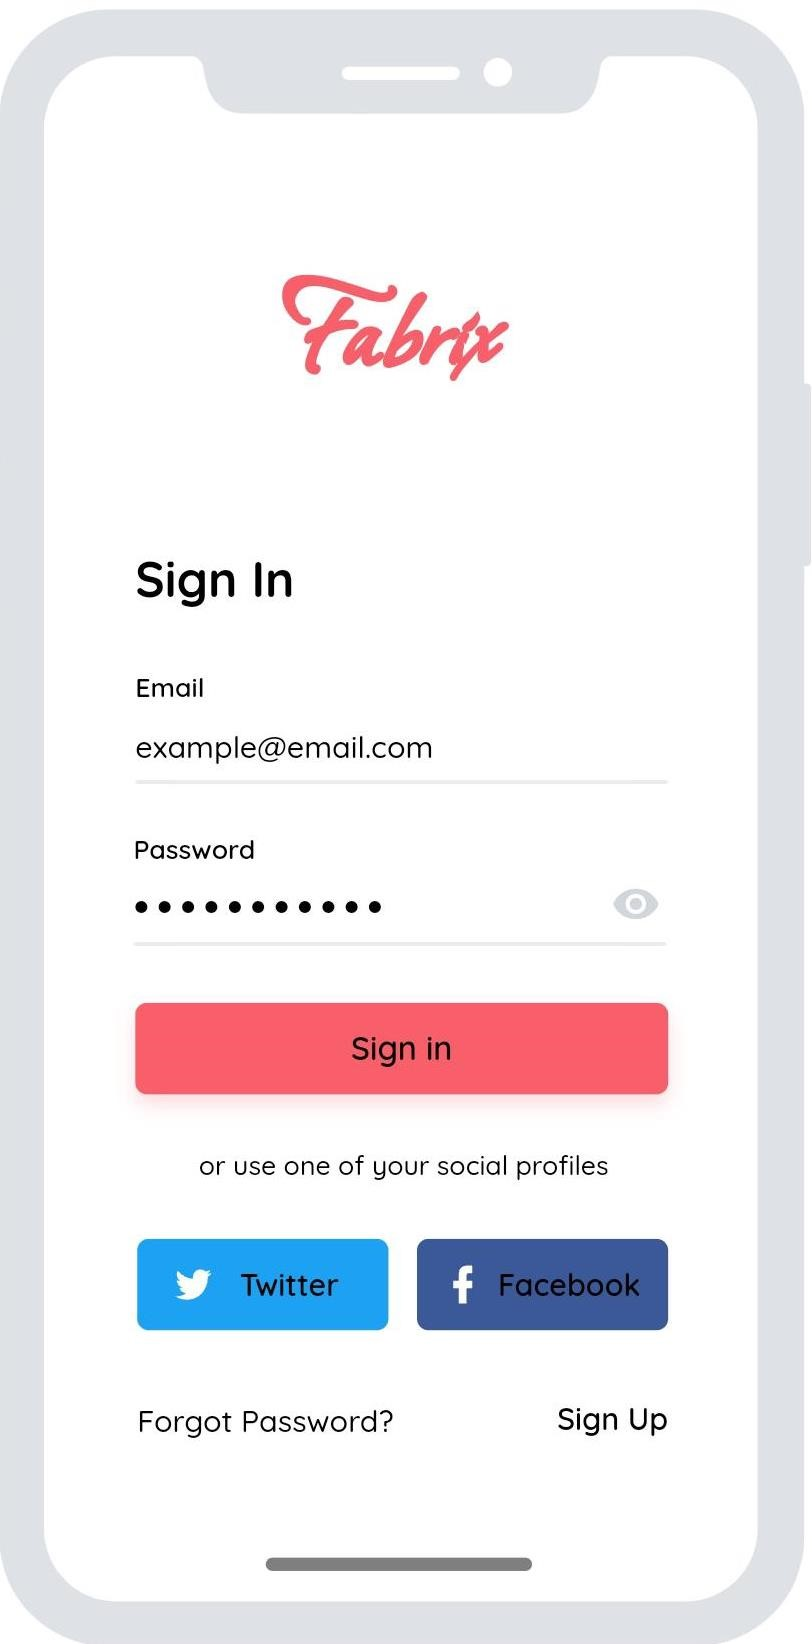 Fabrix
Sign In
Email
example@email.com
Password
Sign in
or use one of your social profiles
Twitter
Facebook
Forgot Password?
Sign Up